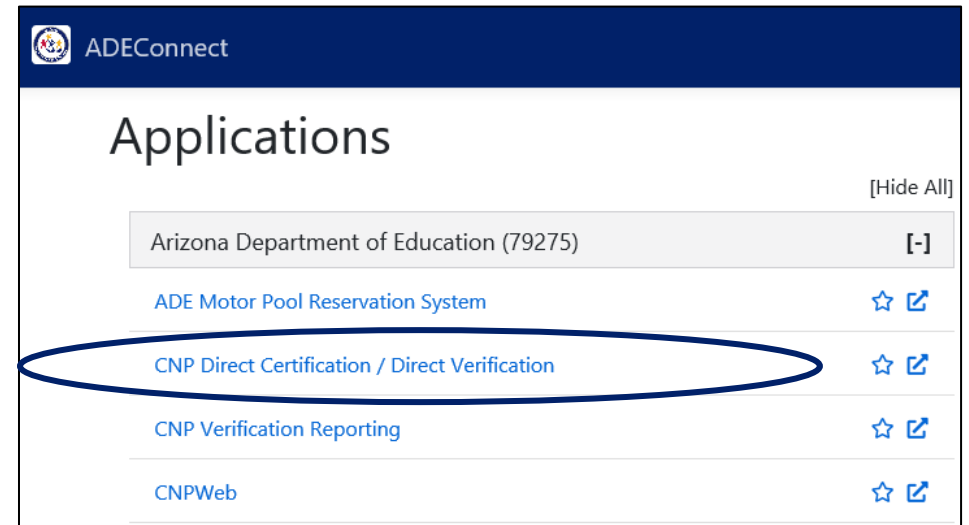 ADEConnect
Applications
[Hide All]
Arizona Department of Education (79275) [-]
ADE Motor Pool Reservation System
CNP Direct Certification / Direct Verification
CNP Verification Reporting
CNPWeb